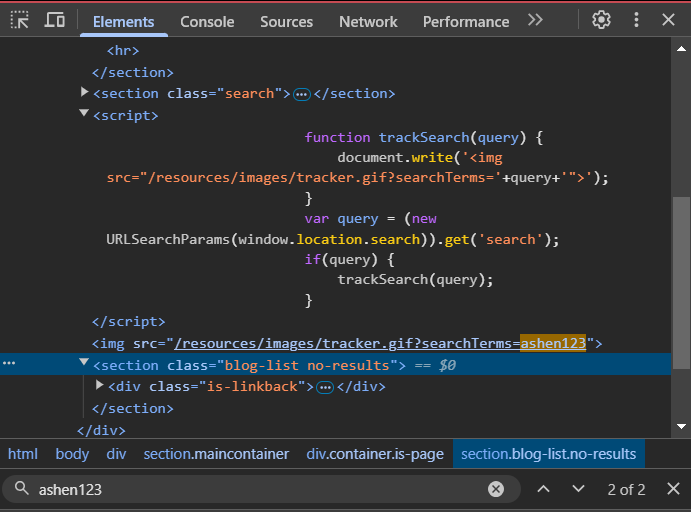 Elements Console Sources Network Performance
<hr>
</section>
<section class="search"> ••• </section>
<script>
function trackSearch(query) {
document.write('<img
src="/resources/images/tracker.gif?searchTerms='+query+'">');
}
var query = (new
URLSearchParams(window.location.search)).get('search');
if(query) {
trackSearch(query);
}
</script>
<img src="/resources/images/tracker.gif?searchTerms=ashen123">
<section class="blog-list no-results"> == $0
<div class="is-linkback"> ••• </div>
</section>
</div>
html body div section.maincontainer div.container.is-page section.blog-list.no-results
ashen123 2 of 2